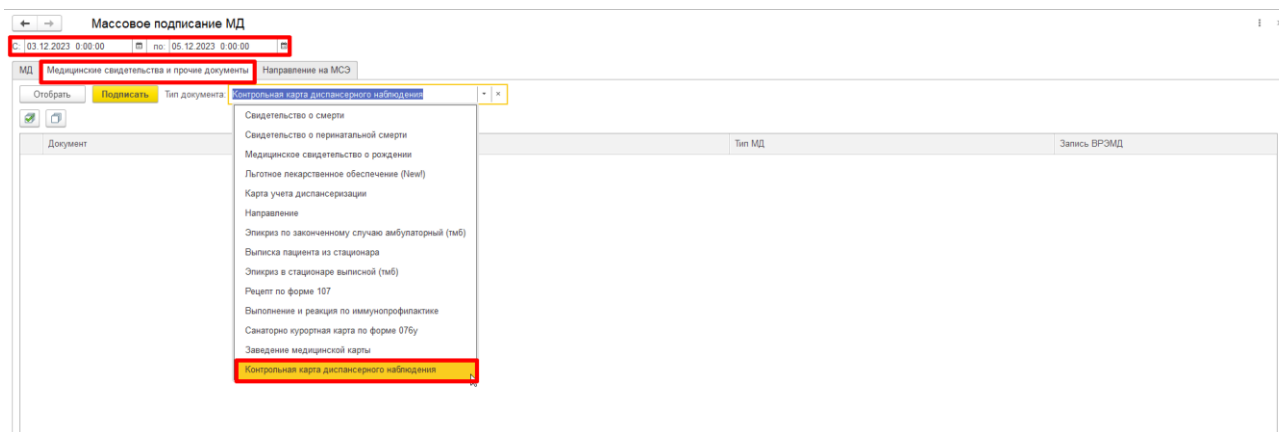 Массовое подписание МД
С: 03.12.2023 0:00:00 по: 05.12.2023 0:00:00
МД Медицинские свидетельства и прочие документы Направление на МСЭ
Отобрать Подписать Тип документа: Контрольная карта диспансерного наблюдения
Свидетельство о смерти
Свидетельство о перинатальной смерти
Документ Тип МД Запись ВРЭМД
Медицинское свидетельство о рождении
Льготное лекарственное обеспечение (New!)
Карта учета диспансеризации
Направление
Эпикриз по законченному случаю амбулаторный (тмб)
Выписка пациента из стационара
Эпикриз в стационаре выписной (тмб)
Рецепт по форме 107
Выполнение и реакция по иммунопрофилактике
Санаторно курортная карта по форме 076у
Заведение медицинской карты
Контрольная карта диспансерного наблюдения